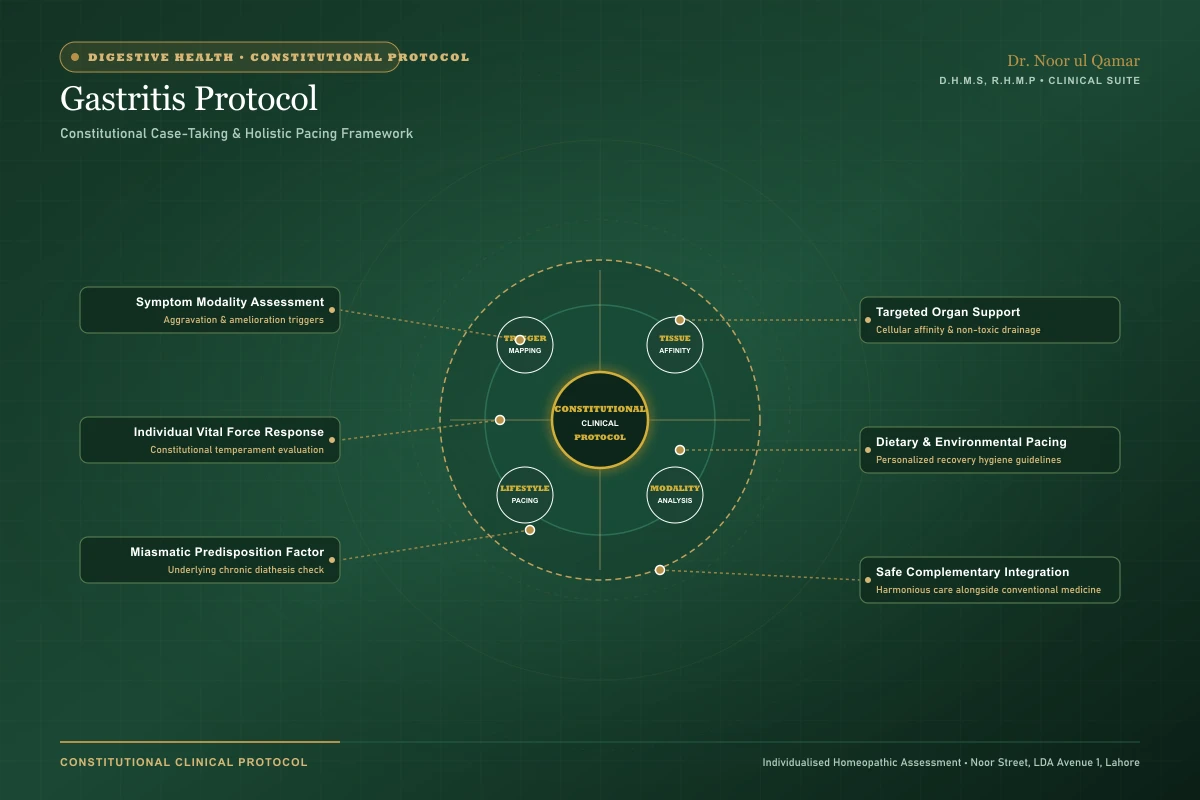 DIGESTIVE HEALTH • CONSTITUTIONAL PROTOCOL
Gastritis Protocol
Constitutional Case-Taking & Holistic Pacing Framework
Dr. Noor ul Qamar
D.H.M.S, R.H.M.P • CLINICAL SUITE
Symptom Modality Assessment
Aggravation & amelioration triggers
Individual Vital Force Response
Constitutional temperament evaluation
Miasmatic Predisposition Factor
Underlying chronic diathesis check
MAPPING
TISSUE
AFFINITY
CONSTITUTIONAL
CLINICAL
PROTOCOL
LIFESTYLE
PACING
MODALITY
ANALYSIS
Targeted Organ Support
Cellular affinity & non-toxic drainage
Dietary & Environmental Pacing
Personalized recovery hygiene guidelines
Safe Complementary Integration
Harmonious care alongside conventional medicine
CONSTITUTIONAL CLINICAL PROTOCOL
Individualised Homeopathic Assessment • Noor Street, LDA Avenue 1, Lahore